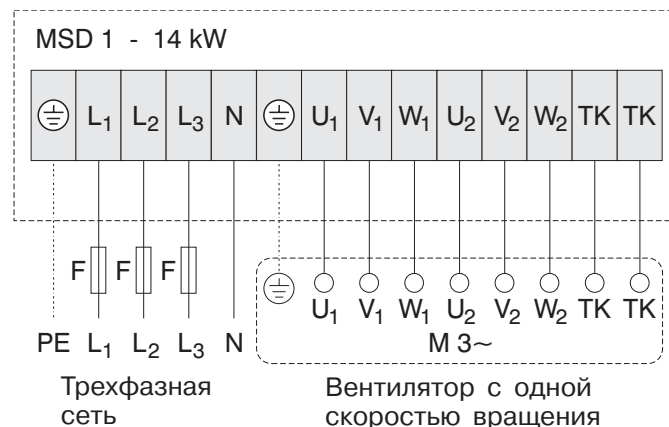 MSD 1 - 14 kW
L₁ L₂ L₃ N U₁ V₁ W₁ U₂ V₂ W₂ TK TK
F F F
U₁ V₁ W₁ U₂ V₂ W₂ TK TK
PE L₁ L₂ L₃ N
M 3~
Трехфазная
сеть
Вентилятор с одной
скоростью вращения